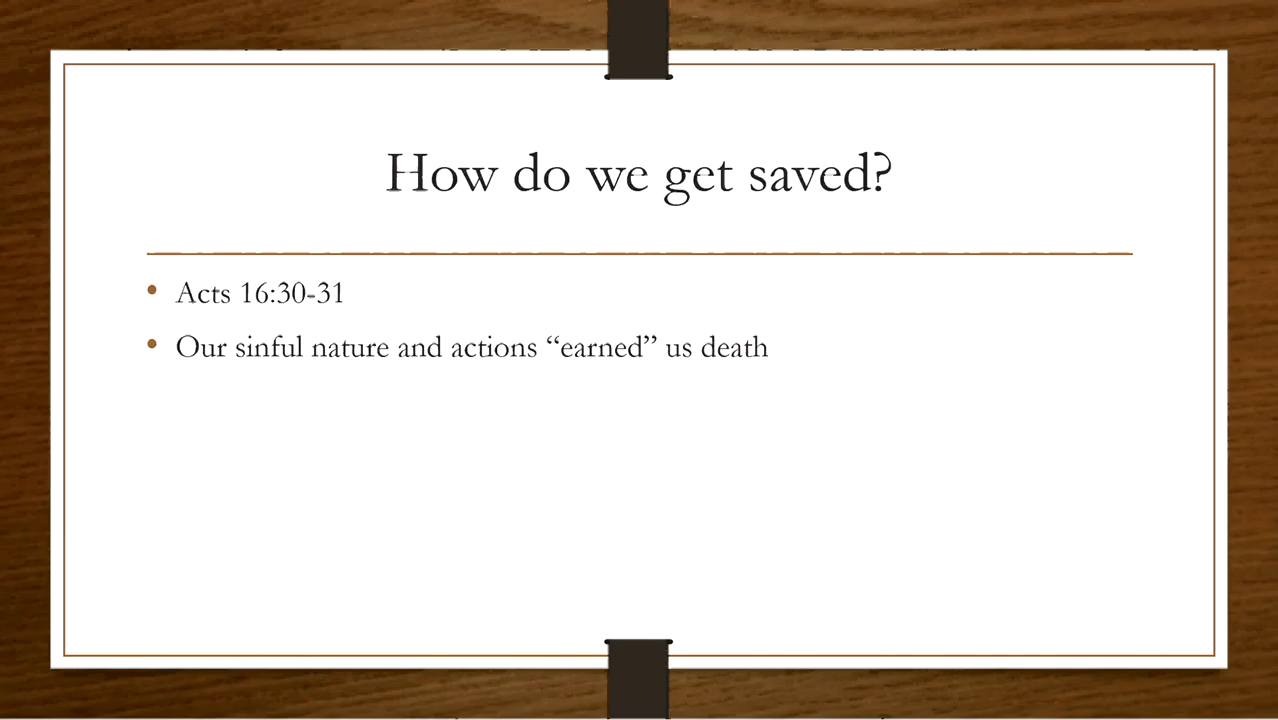 How do we get saved?
• Acts 16:30-31
• Our sinful nature and actions “earned” us death